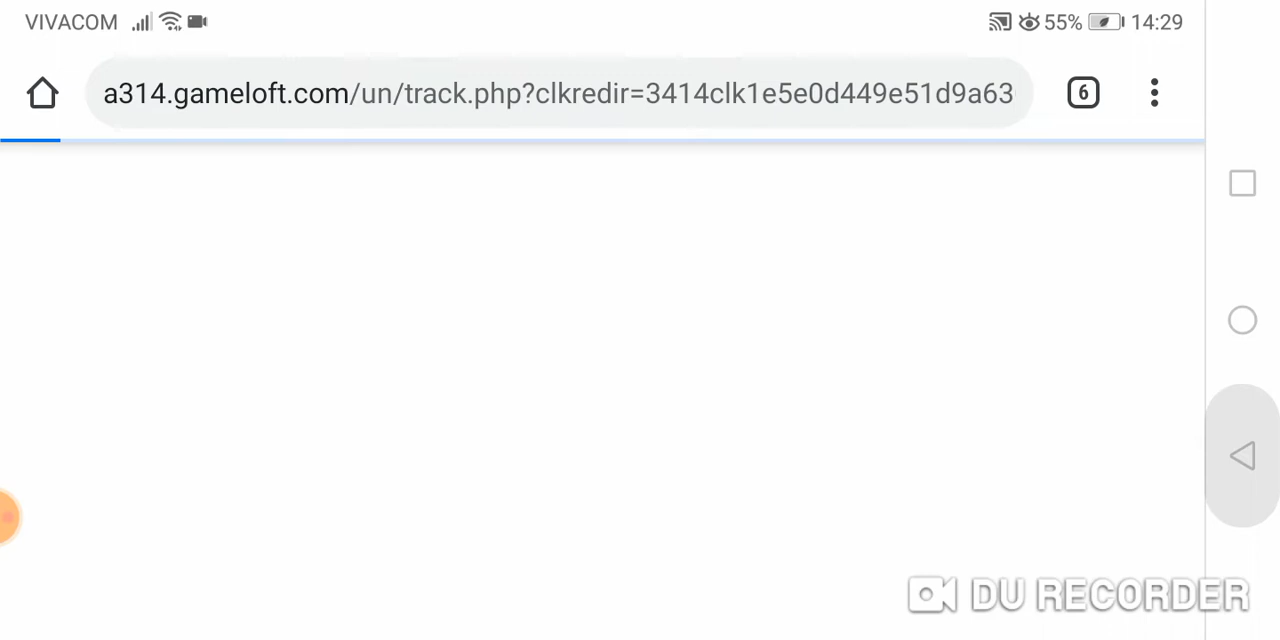 VIVACOM 55% 14:29
a314.gameloft.com/un/track.php?clkredir=3414clk1e5e0d449e51d9a63 6
DU RECORDER